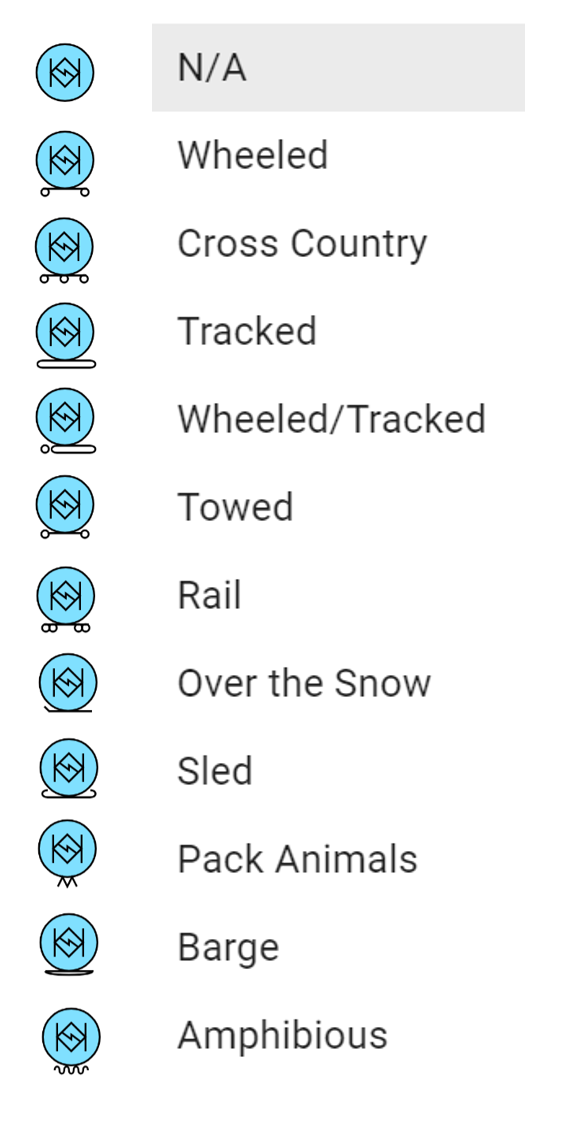 N/A
Wheeled
Cross Country
Tracked
Wheeled/Tracked
Towed
Rail
Over the Snow
Sled
Pack Animals
Barge
Amphibious